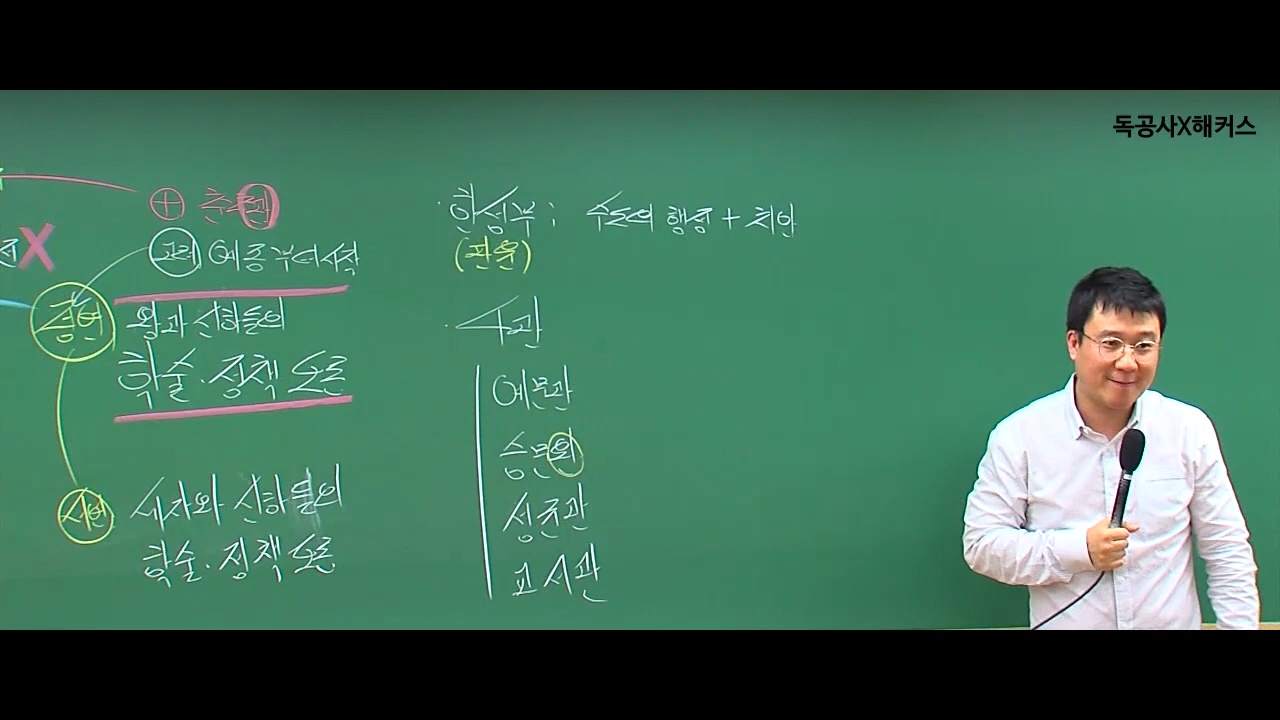 독공사X해커스
⊕ 춘추관
전 X
고려 예종부터 시작
경연 왕과 신하들의
학술·정책 토론
서연 세자와 신하들의
학술·정책 토론
· 한성부 : 수도의 행정 + 치안
(판윤)
· 4관
예문관
승문원
성균관
교서관